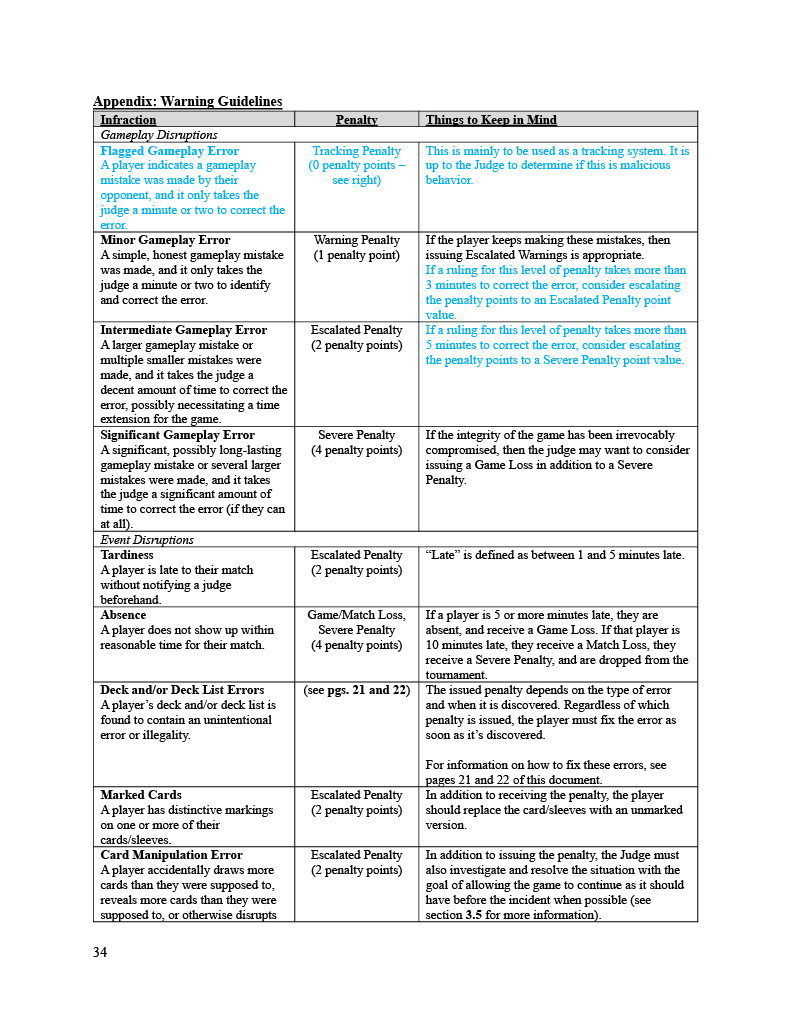 Appendix: Warning Guidelines
Infraction
Penalty
Things to Keep in Mind
Gameplay Disruptions
Flagged Gameplay Error
A player indicates a gameplay
mistake was made by their
opponent, and it only takes the
judge a minute or two to correct the
error.
Tracking Penalty
(0 penalty points –
see right)
This is mainly to be used as a tracking system. It is
up to the Judge to determine if this is malicious
behavior.
Minor Gameplay Error
A simple, honest gameplay mistake
was made, and it only takes the
judge a minute or two to identify
and correct the error.
Warning Penalty
(1 penalty point)
If the player keeps making these mistakes, then
issuing Escalated Warnings is appropriate.
If a ruling for this level of penalty takes more than
3 minutes to correct the error, consider escalating
the penalty points to an Escalated Penalty point
value.
Intermediate Gameplay Error
A larger gameplay mistake or
multiple smaller mistakes were
made, and it takes the judge a
decent amount of time to correct the
error, possibly necessitating a time
extension for the game.
Escalated Penalty
(2 penalty points)
If a ruling for this level of penalty takes more than
5 minutes to correct the error, consider escalating
the penalty points to a Severe Penalty point value.
Significant Gameplay Error
A significant, possibly long-lasting
gameplay mistake or several larger
mistakes were made, and it takes
the judge a significant amount of
time to correct the error (if they can
at all).
Severe Penalty
(4 penalty points)
If the integrity of the game has been irrevocably
compromised, then the judge may want to consider
issuing a Game Loss in addition to a Severe
Penalty.
Event Disruptions
Tardiness
A player is late to their match
without notifying a judge
beforehand.
Escalated Penalty
(2 penalty points)
“Late” is defined as between 1 and 5 minutes late.
Absence
A player does not show up within
reasonable time for their match.
Game/Match Loss,
Severe Penalty
(4 penalty points)
If a player is 5 or more minutes late, they are
absent, and receive a Game Loss. If that player is
10 minutes late, they receive a Match Loss, they
receive a Severe Penalty, and are dropped from the
tournament.
Deck and/or Deck List Errors
A player’s deck and/or deck list is
found to contain an unintentional
error or illegality.
(see pgs. 21 and 22)
The issued penalty depends on the type of error
and when it is discovered. Regardless of which
penalty is issued, the player must fix the error as
soon as it’s discovered.
For information on how to fix these errors, see
pages 21 and 22 of this document.
Marked Cards
A player has distinctive markings
on one or more of their
cards/sleeves.
Escalated Penalty
(2 penalty points)
In addition to receiving the penalty, the player
should replace the card/sleeves with an unmarked
version.
Card Manipulation Error
A player accidentally draws more
cards than they were supposed to,
reveals more cards than they were
supposed to, or otherwise disrupts
Escalated Penalty
(2 penalty points)
In addition to issuing the penalty, the Judge must
also investigate and resolve the situation with the
goal of allowing the game to continue as it should
have before the incident when possible (see
section 3.5 for more information).
34